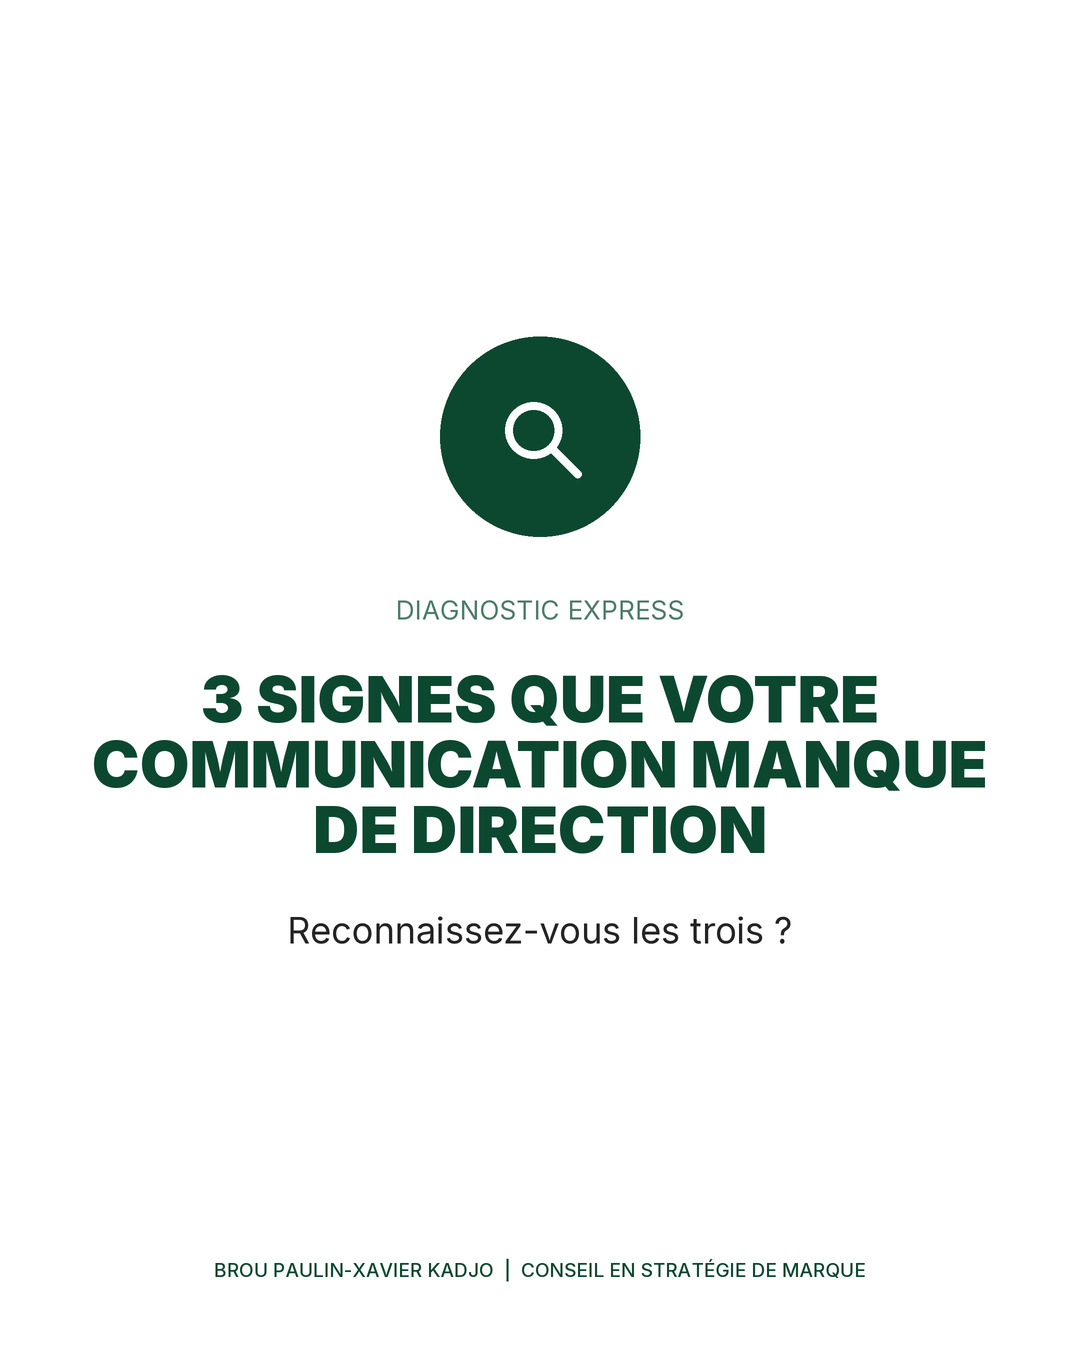 DIAGNOSTIC EXPRESS
3 SIGNES QUE VOTRE
COMMUNICATION MANQUE
DE DIRECTION
Reconnaissez-vous les trois ?
BROU PAULIN-XAVIER KADJO | CONSEIL EN STRATÉGIE DE MARQUE